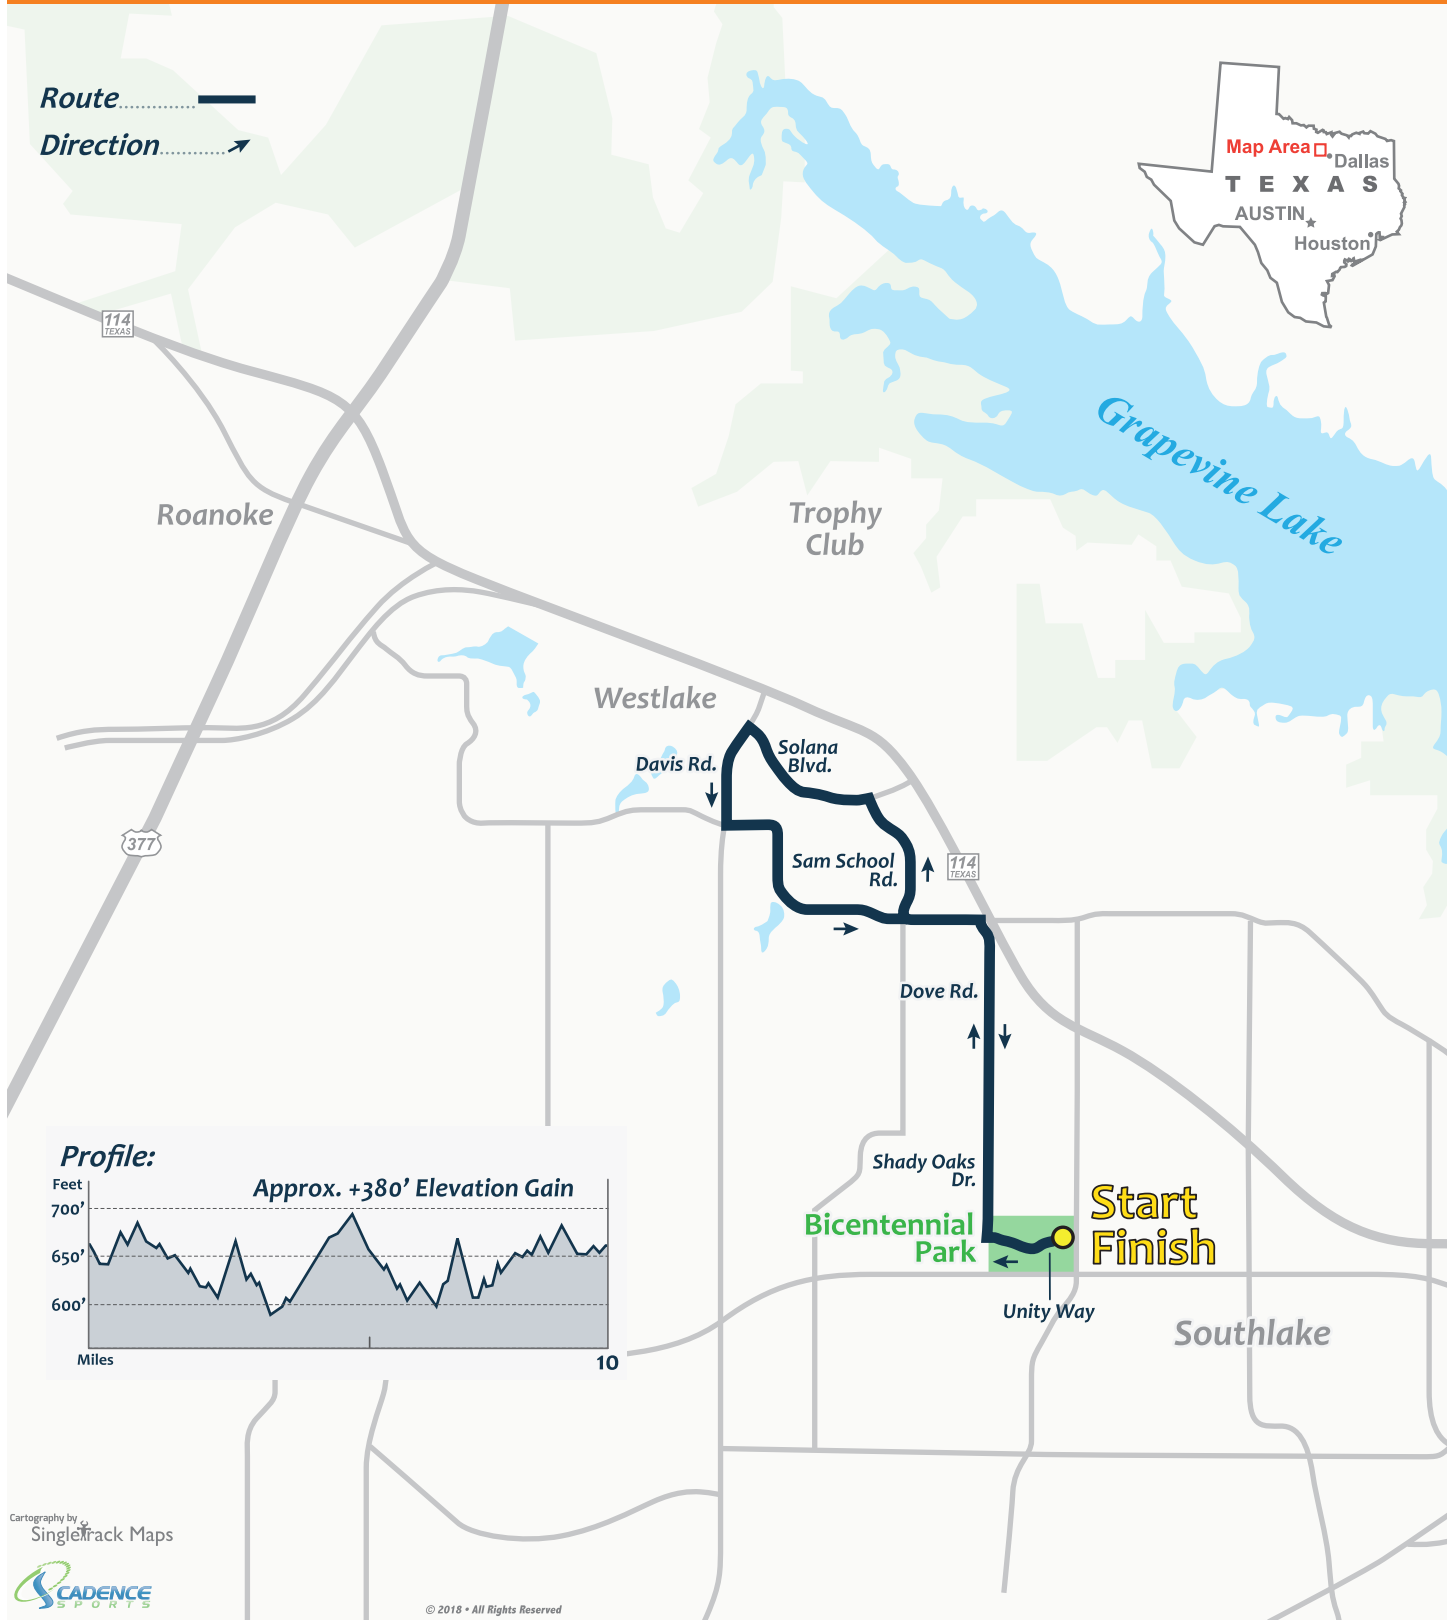 Route
Direction
Map Area
Dallas
TEXAS
AUSTIN
Houston
114
TEXAS
Grapevine Lake
Roanoke
Trophy
Club
Westlake
Solana
Blvd.
Davis Rd.
377
Sam School
Rd.
114
TEXAS
Dove Rd.
Shady Oaks
Dr.
Bicentennial
Park
Start
Finish
Unity Way
Southlake
Profile:
Feet
Approx. +380' Elevation Gain
700'
650'
600'
Miles
10
Cartography by
SingleTrack Maps
CADENCE
SPORTS
© 2018 • All Rights Reserved